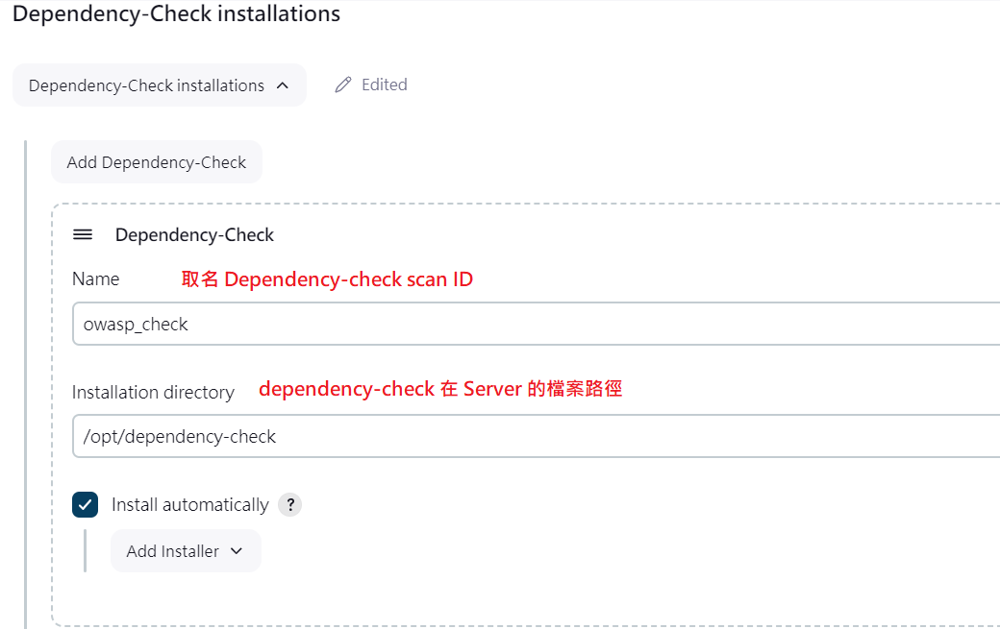 Dependency-Check installations
Dependency-Check installations Edited
Add Dependency-Check
Dependency-Check
Name 取名 Dependency-check scan ID
owasp_check
Installation directory dependency-check 在 Server 的檔案路徑
/opt/dependency-check
Install automatically ?
Add Installer